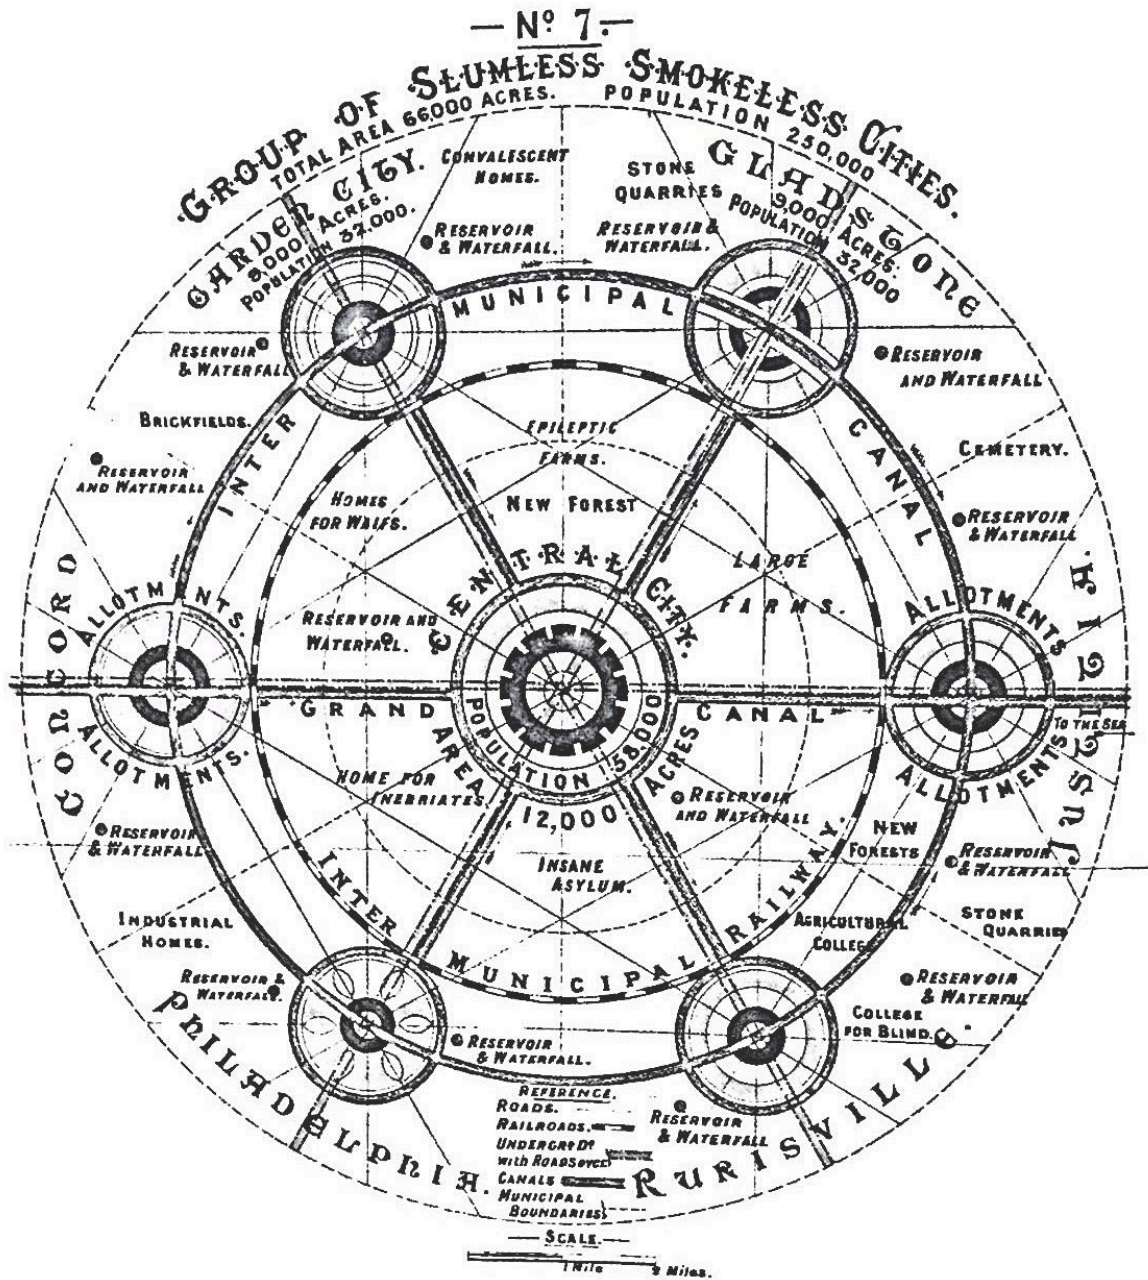 — Nº 7. —
GROUP OF SLUMLESS SMOKELESS CITIES.
TOTAL AREA 66,000 ACRES. POPULATION 250,000
GARDEN CITY.
9,000 ACRES.
POPULATION 32,000.
CONVALESCENT
HOMES.
STONE
QUARRIES
GLADSTONE
9,000 ACRES.
POPULATION 32,000
RESERVOIR
& WATERFALL.
RESERVOIR &
WATERFALL.
INTER MUNICIPAL CANAL
RESERVOIR
& WATERFALL
RESERVOIR
AND WATERFALL
BRICKFIELDS.
EPILEPTIC
FARMS.
CEMETERY.
RESERVOIR
AND WATERFALL
HOMES
FOR WAIFS.
NEW FOREST
RESERVOIR
& WATERFALL
LARGE
FARMS.
CENTRAL CITY.
CONCORD
ALLOTMENTS.
ALLOTMENTS.
RESERVOIR AND
WATERFALL.
ALLOTMENTS
ALLOTMENTS
JUSTITIA.
GRAND CANAL
TO THE SEA
POPULATION 58,000
AREA 12,000 ACRES
HOME FOR
INEBRIATES.
RESERVOIR
AND WATERFALL
RESERVOIR
& WATERFALL
NEW
FORESTS
RESERVOIR
& WATERFALL
INSANE
ASYLUM.
INTER MUNICIPAL RAILWAY.
INDUSTRIAL
HOMES.
AGRICULTURAL
COLLEGE
STONE
QUARRIES
RESERVOIR &
WATERFALL.
RESERVOIR
& WATERFALL
COLLEGE
FOR BLIND.
RESERVOIR
& WATERFALL.
PHILADELPHIA.
RURISVILLE.
RESERVOIR
& WATERFALL
REFERENCE.
ROADS.
RAILROADS.
UNDERGR'D Dº
with ROADS over
CANALS
MUNICIPAL
BOUNDARIES
— SCALE. —
1 Mile 2 Miles.